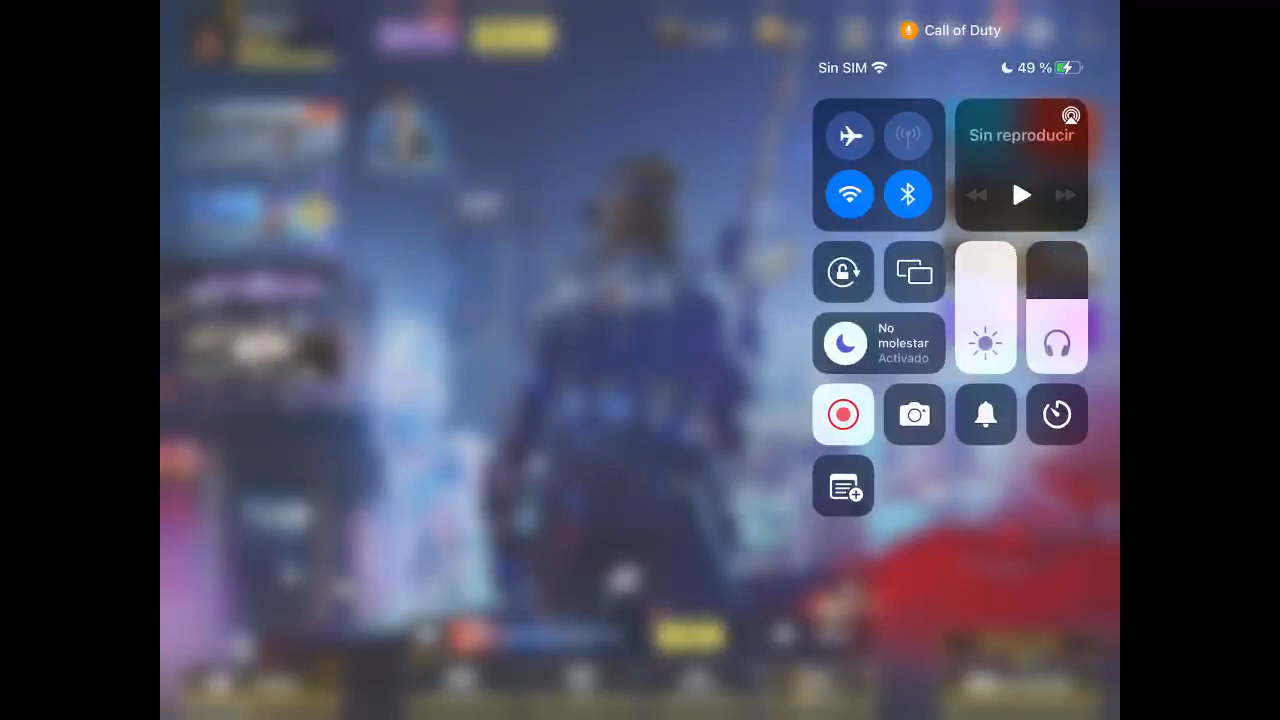 Call of Duty
Sin SIM
49 %
Sin reproducir
No
molestar
Activado